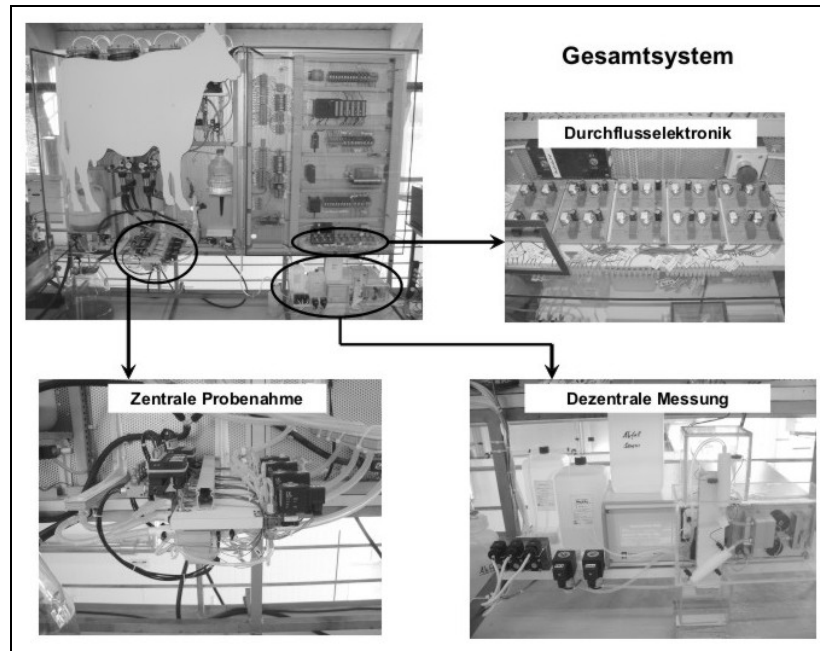 Gesamtsystem
Durchflusselektronik
Zentrale Probenahme
Dezentrale Messung